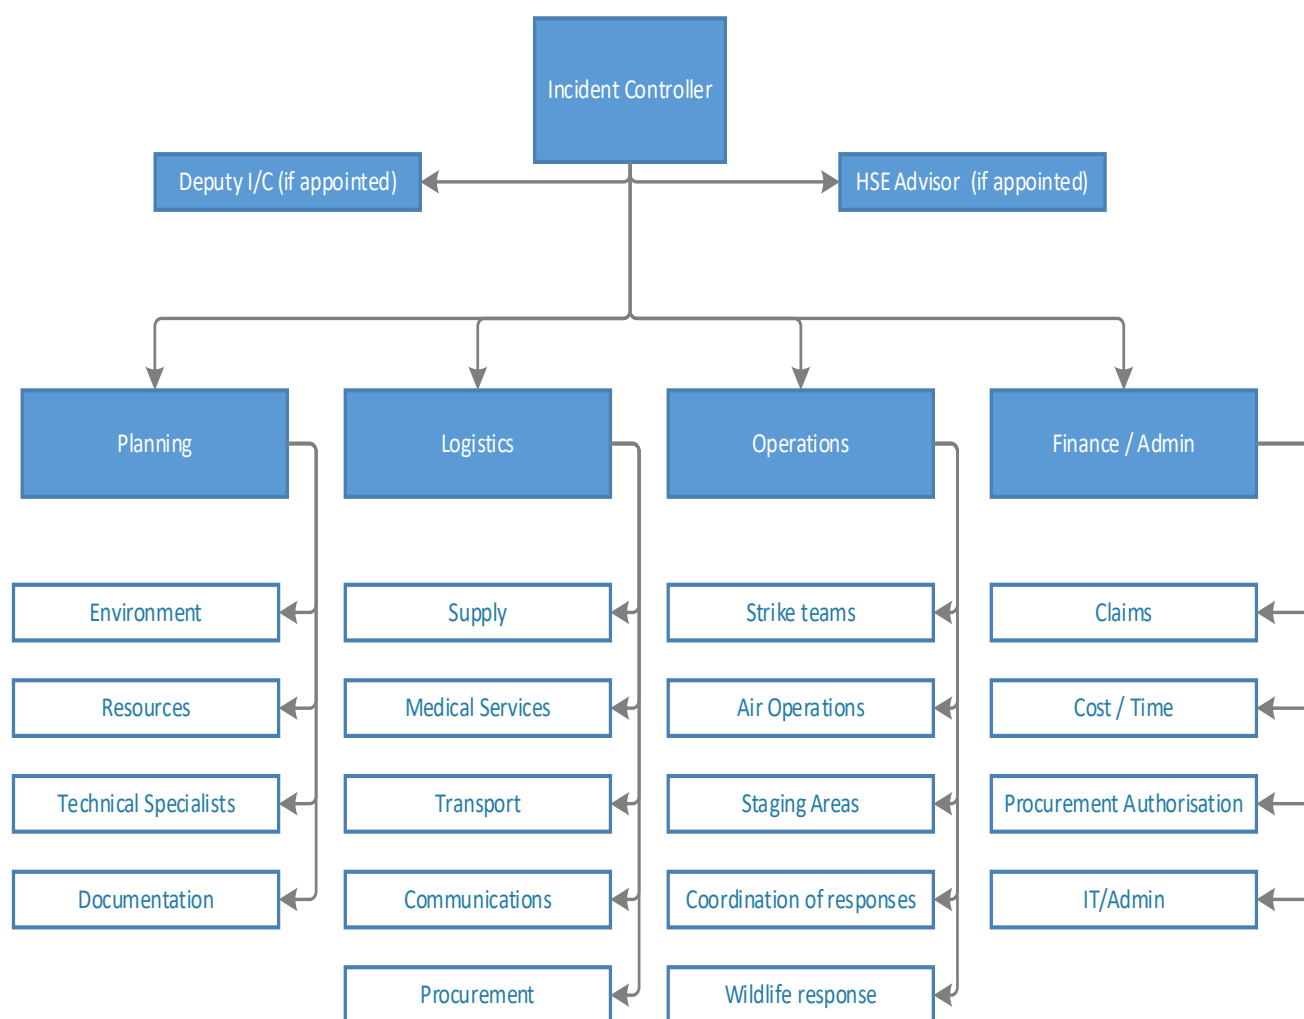 Incident Controller
Deputy I/C (if appointed)
HSE Advisor (if appointed)
Planning
Logistics
Operations
Finance / Admin
Environment
Supply
Strike teams
Claims
Resources
Medical Services
Air Operations
Cost / Time
Technical Specialists
Transport
Staging Areas
Procurement Authorisation
Documentation
Communications
Coordination of responses
IT/Admin
Procurement
Wildlife response